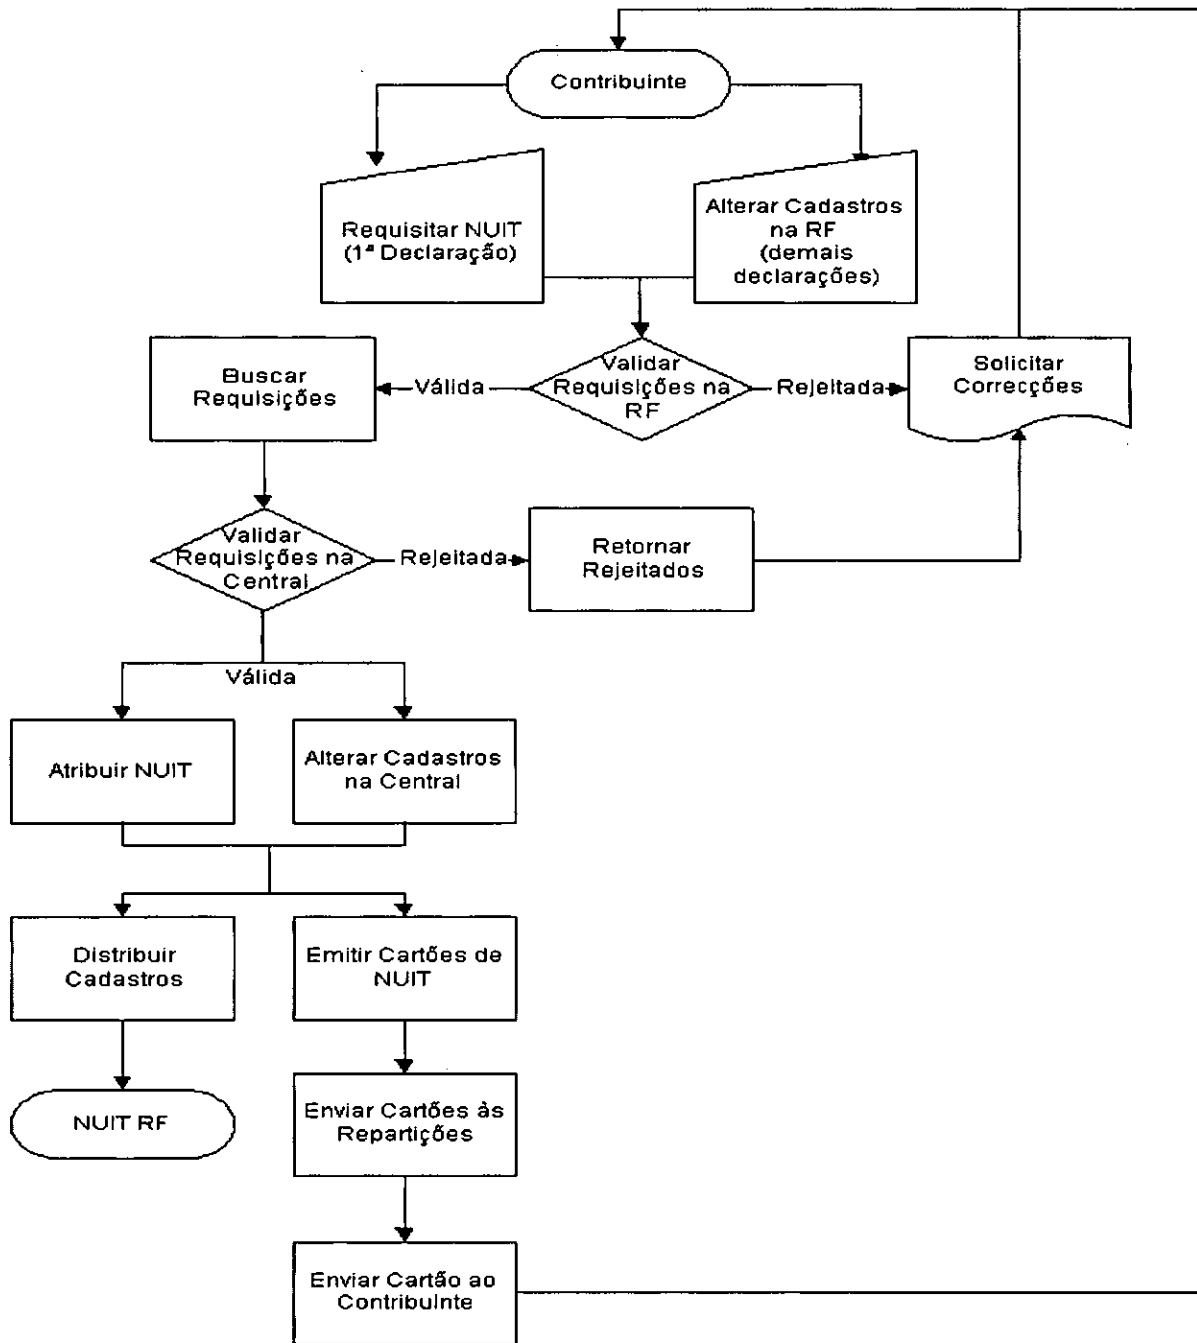 Contribuinte
Requisitar NUIT
(1ª Declaração)
Alterar Cadastros
na RF
(demais
declarações)
Buscar
Requisições
Válida
Validar
Requisições na
RF
Rejeitada
Solicitar
Correcções
Validar
Requisições na
Central
Rejeitada
Retornar
Rejeitados
Válida
Atribuir NUIT
Alterar Cadastros
na Central
Distribuir
Cadastros
Emitir Cartões de
NUIT
NUIT RF
Enviar Cartões às
Repartições
Enviar Cartão ao
Contribuinte